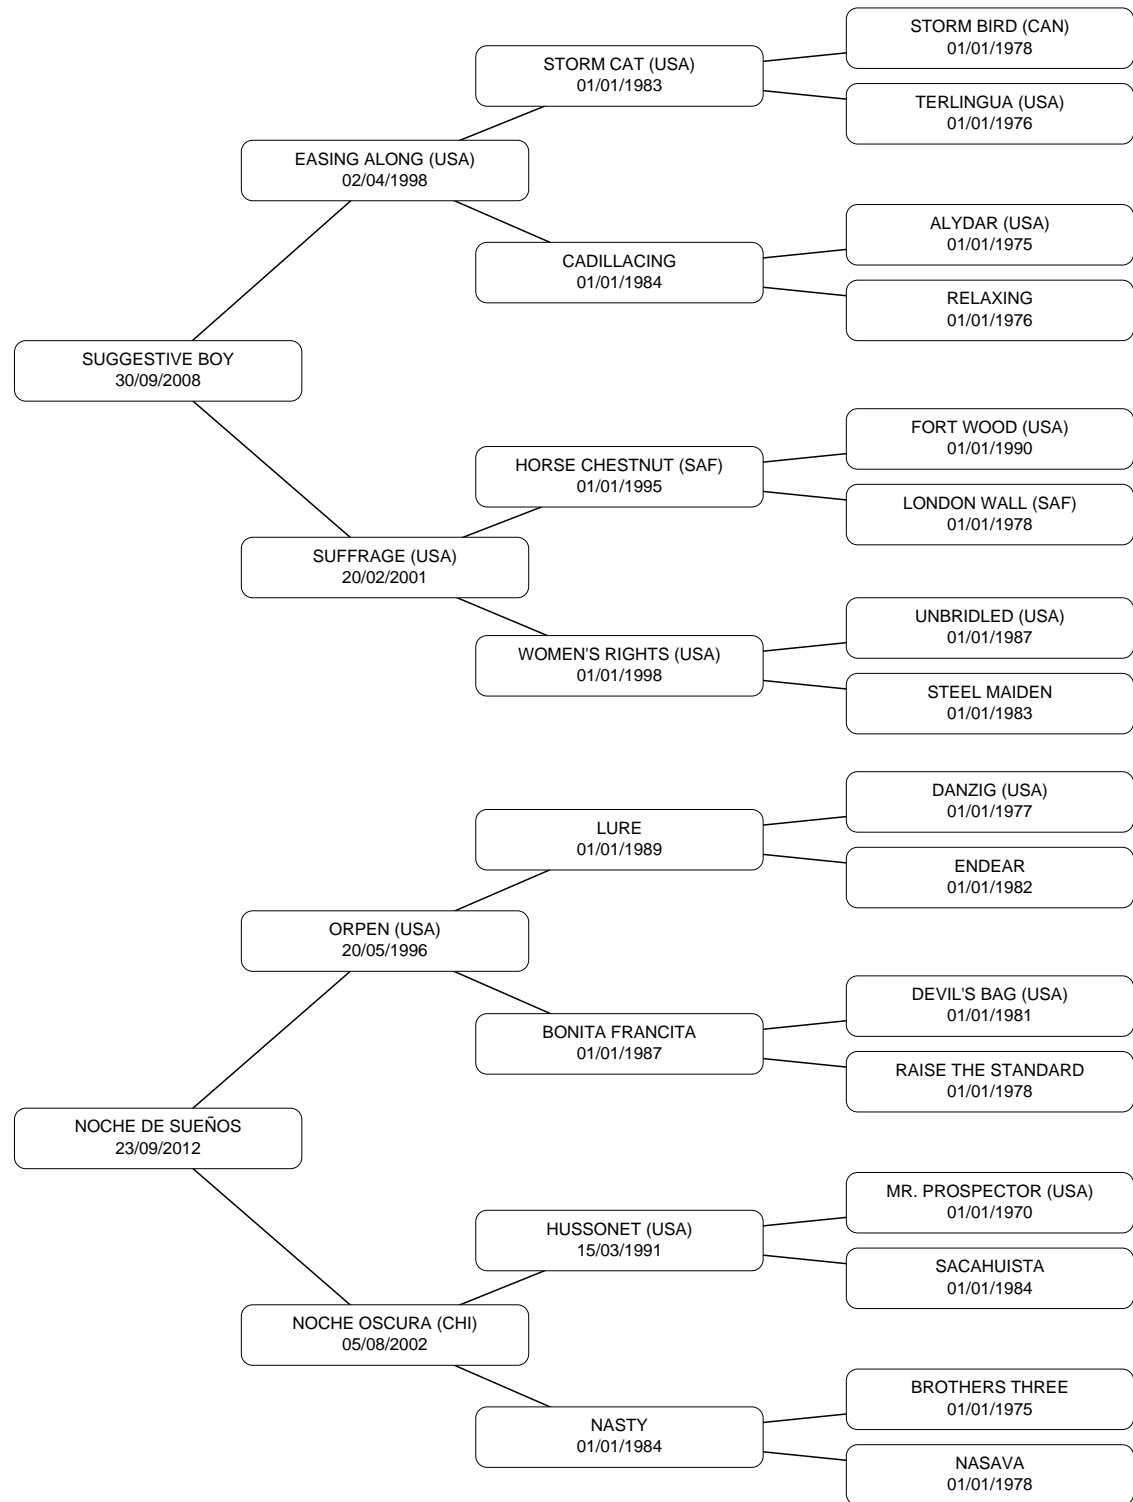 STORM BIRD (CAN)
01/01/1978
STORM CAT (USA)
01/01/1983
TERLINGUA (USA)
01/01/1976
EASING ALONG (USA)
02/04/1998
ALYDAR (USA)
01/01/1975
CADILLACING
01/01/1984
RELAXING
01/01/1976
SUGGESTIVE BOY
30/09/2008
FORT WOOD (USA)
01/01/1990
HORSE CHESTNUT (SAF)
01/01/1995
LONDON WALL (SAF)
01/01/1978
SUFFRAGE (USA)
20/02/2001
UNBRIDLED (USA)
01/01/1987
WOMEN'S RIGHTS (USA)
01/01/1998
STEEL MAIDEN
01/01/1983
DANZIG (USA)
01/01/1977
LURE
01/01/1989
ENDEAR
01/01/1982
ORPEN (USA)
20/05/1996
DEVIL'S BAG (USA)
01/01/1981
BONITA FRANCITA
01/01/1987
RAISE THE STANDARD
01/01/1978
NOCHE DE SUEÑOS
23/09/2012
MR. PROSPECTOR (USA)
01/01/1970
HUSSONET (USA)
15/03/1991
SACAHUISTA
01/01/1984
NOCHE OSCURA (CHI)
05/08/2002
BROTHERS THREE
01/01/1975
NASTY
01/01/1984
NASAVA
01/01/1978